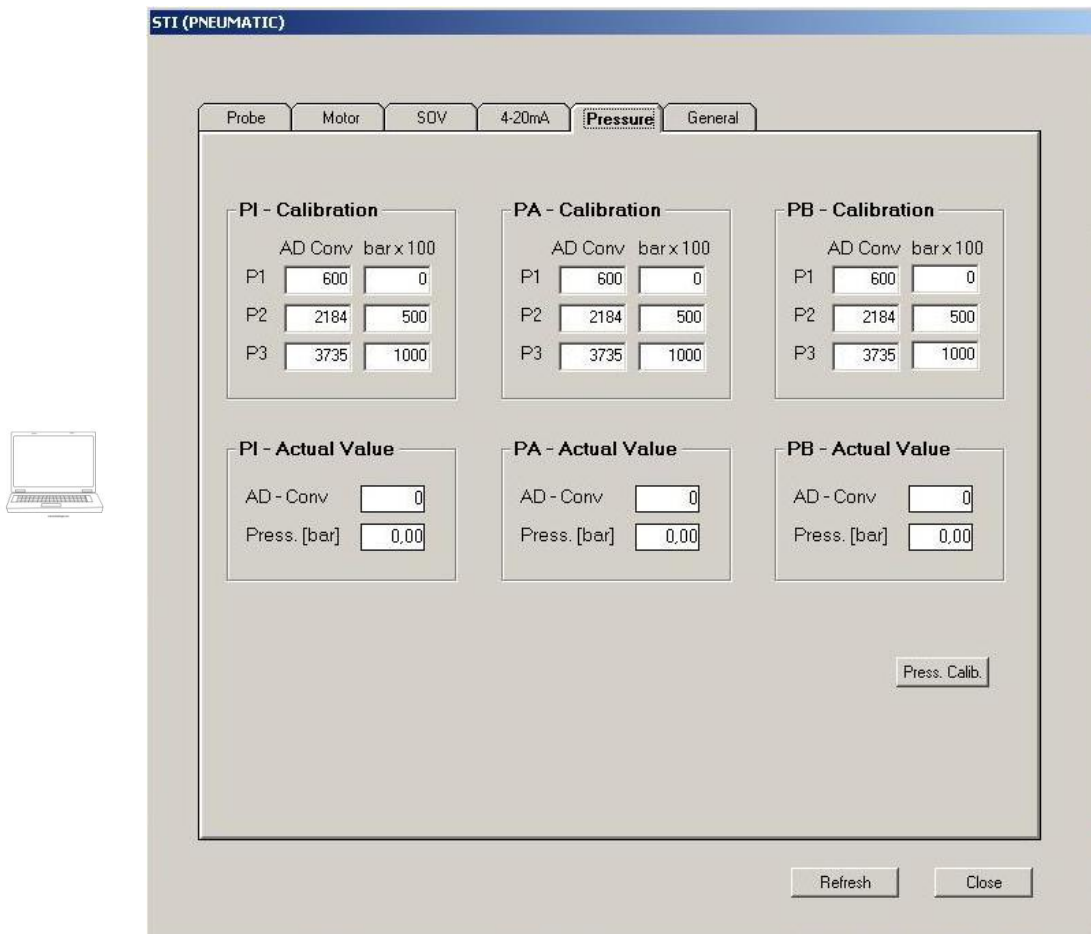 STI (PNEUMATIC)
Probe Motor SOV 4-20mA Pressure General
PI - Calibration PA - Calibration PB - Calibration
AD Conv bar x 100 AD Conv bar x 100 AD Conv bar x 100
P1 600 0 P1 600 0 P1 600 0
P2 2184 500 P2 2184 500 P2 2184 500
P3 3735 1000 P3 3735 1000 P3 3735 1000
PI - Actual Value PA - Actual Value PB - Actual Value
AD - Conv 0 AD - Conv 0 AD - Conv 0
Press. [bar] 0,00 Press. [bar] 0,00 Press. [bar] 0,00
Press. Calib.
Refresh Close